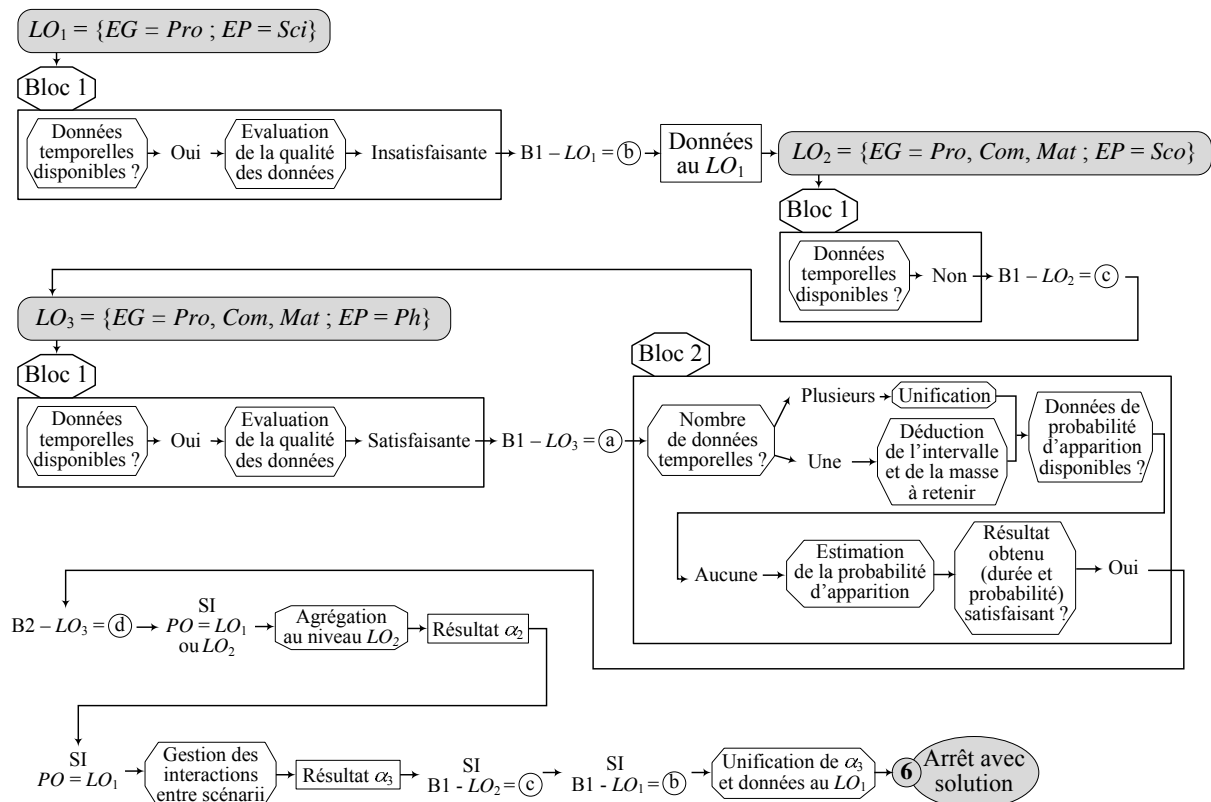 LO1 = {EG = Pro ; EP = Sci}
Bloc 1
Données
temporelles
disponibles ?
Oui
Evaluation
de la qualité
des données
Insatisfaisante
B1 – LO1 = b
Données
au LO1
LO2 = {EG = Pro, Com, Mat ; EP = Sco}
Bloc 1
Données
temporelles
disponibles ?
Non
B1 – LO2 = c
LO3 = {EG = Pro, Com, Mat ; EP = Ph}
Bloc 1
Données
temporelles
disponibles ?
Oui
Evaluation
de la qualité
des données
Satisfaisante
B1 – LO3 = a
Bloc 2
Nombre
de données
temporelles ?
Plusieurs
Unification
Une
Déduction
de l'intervalle
et de la masse
à retenir
Données de
probabilité
d'apparition
disponibles ?
Aucune
Estimation
de la probabilité
d'apparition
Résultat
obtenu
(durée et
probabilité)
satisfaisant ?
Oui
B2 – LO3 = d
SI
PO = LO1
ou LO2
Agrégation
au niveau LO2
Résultat α2
SI
PO = LO1
Gestion des
interactions
entre scénarii
Résultat α3
SI
B1 - LO2 = c
SI
B1 - LO1 = b
Unification de α3
et données au LO1
6
Arrêt avec
solution